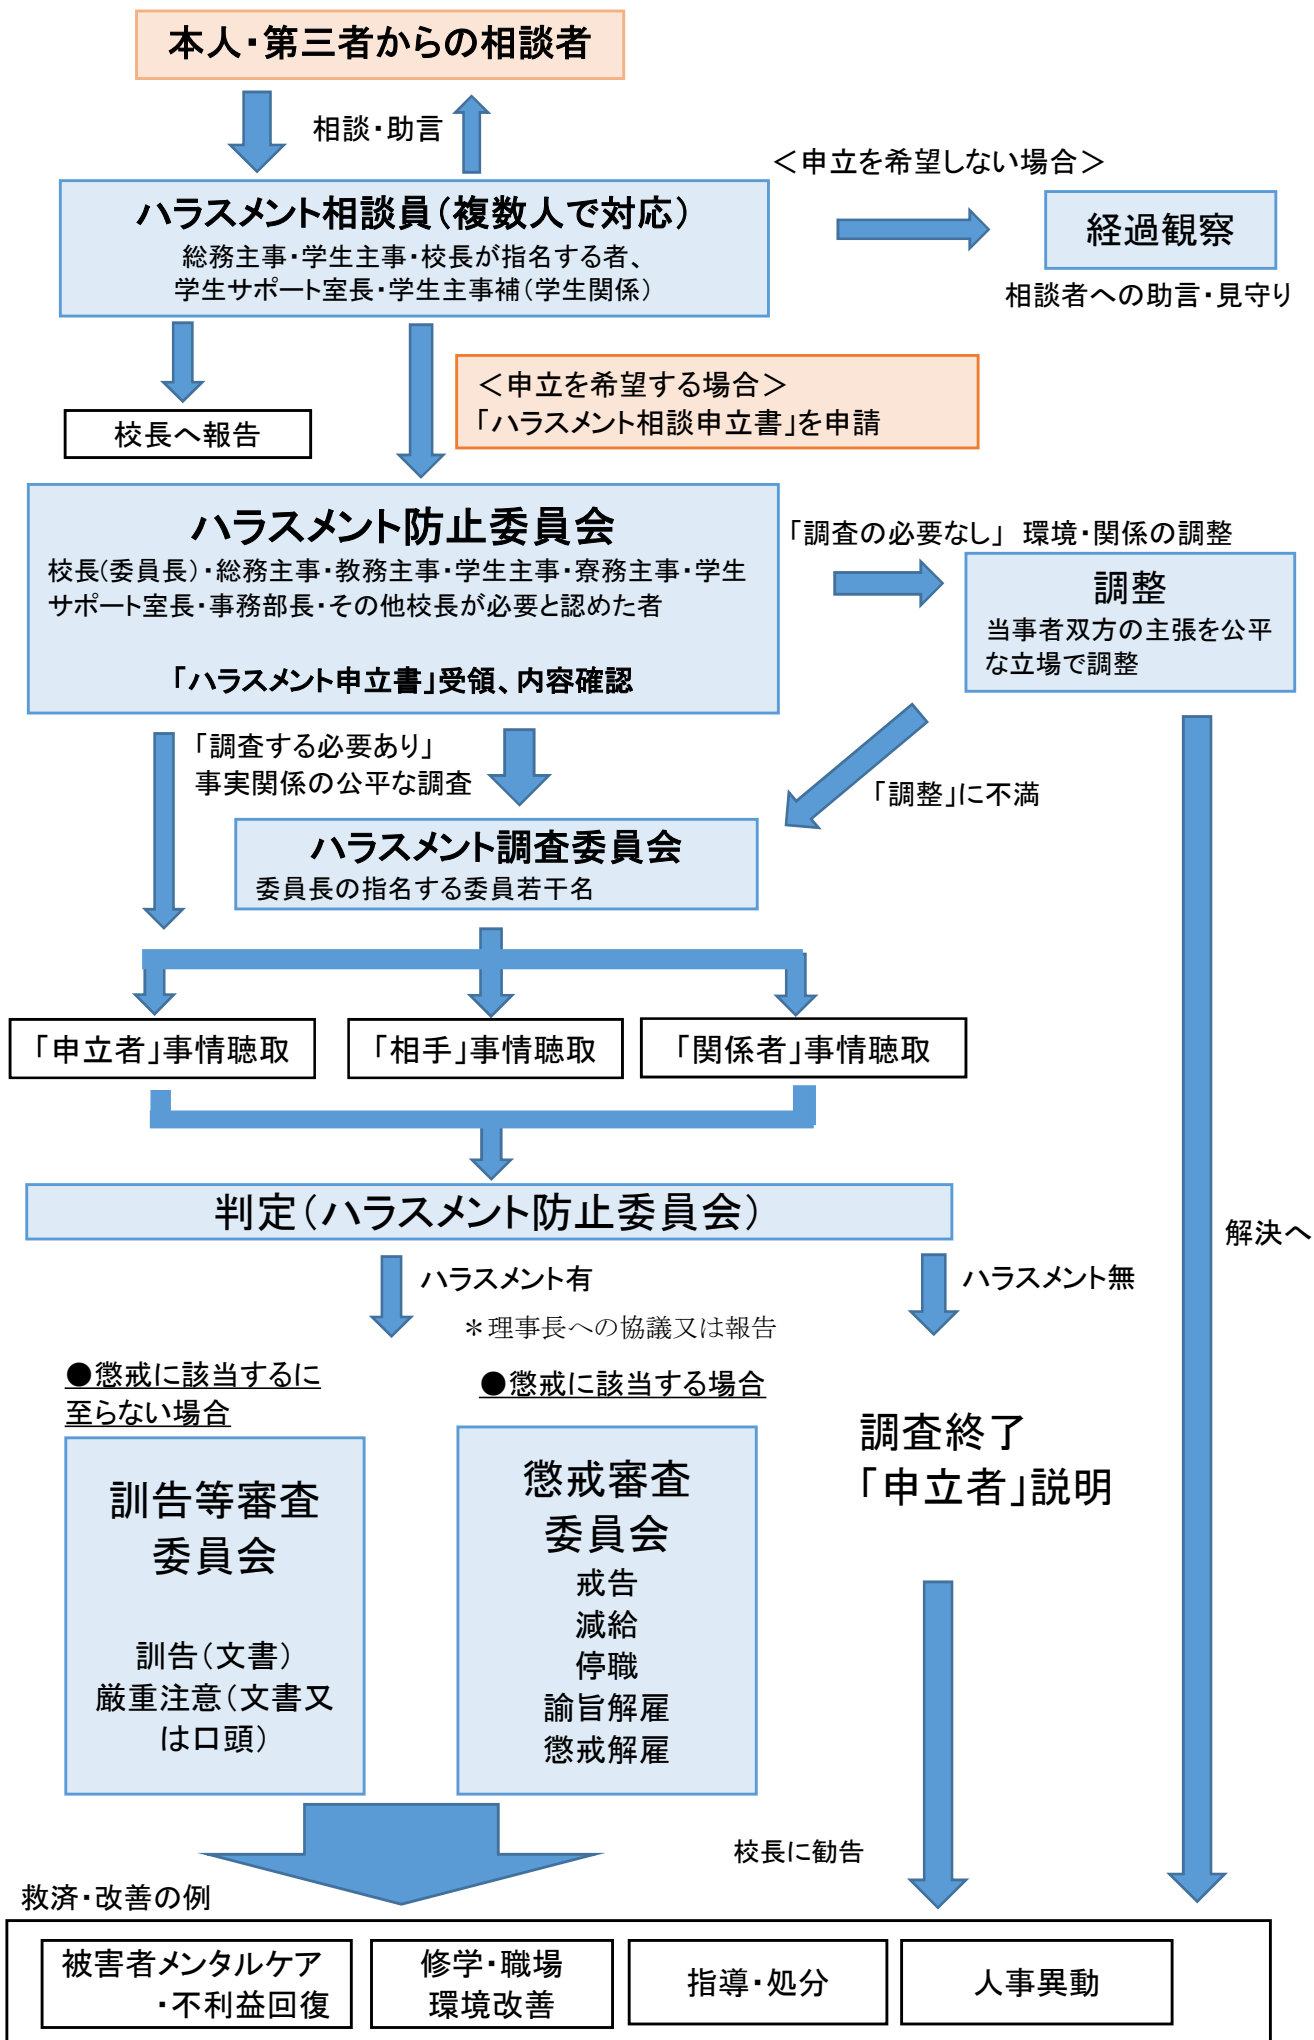 本人・第三者からの相談者
相談・助言
＜申立を希望しない場合＞
ハラスメント相談員（複数人で対応）
総務主事・学生主事・校長が指名する者、
学生サポート室長・学生主事補（学生関係）
経過観察
相談者への助言・見守り
＜申立を希望する場合＞
「ハラスメント相談申立書」を申請
校長へ報告
ハラスメント防止委員会
校長（委員長）・総務主事・教務主事・学生主事・寮務主事・学生
サポート室長・事務部長・その他校長が必要と認めた者
「ハラスメント申立書」受領、内容確認
「調査の必要なし」 環境・関係の調整
調整
当事者双方の主張を公平
な立場で調整
「調査する必要あり」
事実関係の公平な調査
「調整」に不満
ハラスメント調査委員会
委員長の指名する委員若干名
「申立者」事情聴取
「相手」事情聴取
「関係者」事情聴取
判定（ハラスメント防止委員会）
解決へ
ハラスメント有
ハラスメント無
＊理事長への協議又は報告
●懲戒に該当するに
至らない場合
●懲戒に該当する場合
訓告等審査
委員会
訓告（文書）
厳重注意（文書又
は口頭）
懲戒審査
委員会
戒告
減給
停職
諭旨解雇
懲戒解雇
調査終了
「申立者」説明
校長に勧告
救済・改善の例
被害者メンタルケア
・不利益回復
修学・職場
環境改善
指導・処分
人事異動